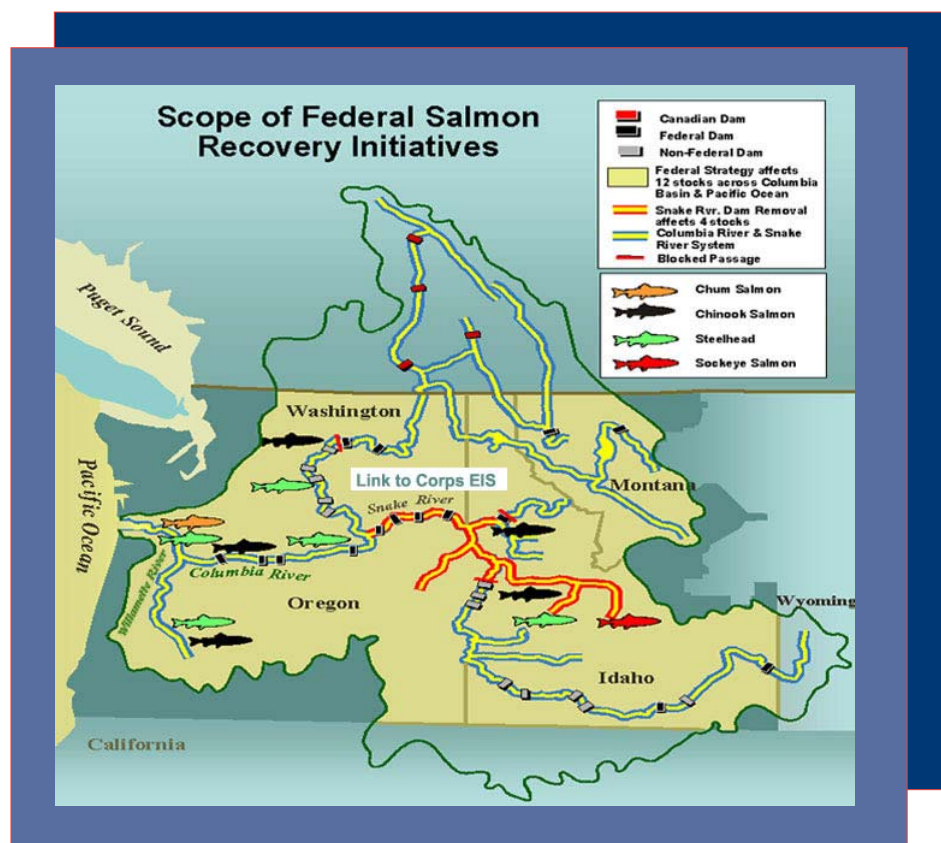 Scope of Federal Salmon
Recovery Initiatives
Canadian Dam
Federal Dam
Non-Federal Dam
Federal Strategy affects
12 stocks across Columbia
Basin & Pacific Ocean
Snake Rvr. Dam Removal
affects 4 stocks
Columbia River & Snake
River System
Blocked Passage
Chum Salmon
Chinook Salmon
Steelhead
Sockeye Salmon
Puget Sound
Washington
Pacific Ocean
Link to Corps EIS
Montana
Snake River
Columbia River
Willamette River
Oregon
Wyoming
Idaho
California